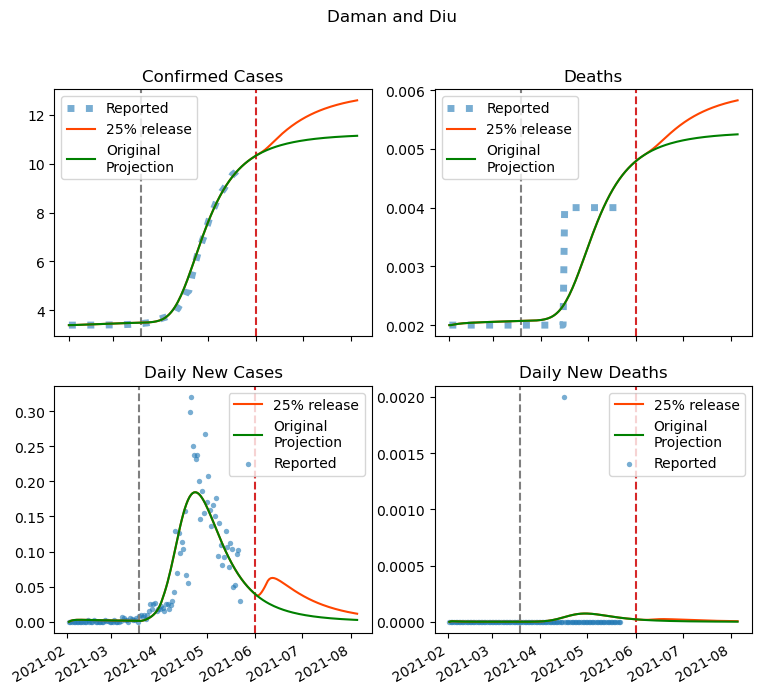 Daman and Diu
Confirmed Cases
12
10
8
6
4
Reported
25% release
Original
Projection
Deaths
0.006
0.005
0.004
0.003
0.002
Reported
25% release
Original
Projection
Daily New Cases
0.30
0.25
0.20
0.15
0.10
0.05
0.00
25% release
Original
Projection
Reported
2021-02
2021-03
2021-04
2021-05
2021-06
2021-07
2021-08
Daily New Deaths
0.0020
0.0015
0.0010
0.0005
0.0000
25% release
Original
Projection
Reported
2021-02
2021-03
2021-04
2021-05
2021-06
2021-07
2021-08